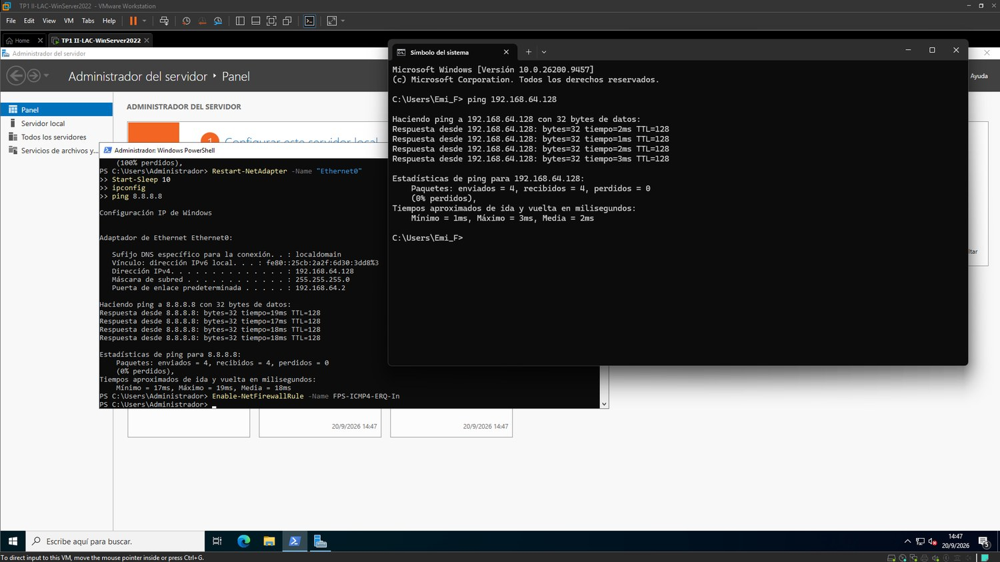 TP1 II-LAC-WinServer2022 - VMware Workstation
File Edit View VM Tabs Help
Home
TP1 II-LAC-WinServer2022
Administrador del servidor
Administrador del servidor ‣ Panel
Ayuda
Panel
Servidor local
Todos los servidores
Servicios de archivos y...
ADMINISTRADOR DEL SERVIDOR
1 Configurar este servidor local
ltar
Administrador: Windows PowerShell
(100% perdidos),
PS C:\Users\Administrador> Restart-NetAdapter -Name "Ethernet0"
>> Start-Sleep 10
>> ipconfig
>> ping 8.8.8.8
Configuración IP de Windows
Adaptador de Ethernet Ethernet0:
Sufijo DNS específico para la conexión. . : localdomain
Vínculo: dirección IPv6 local. . . : fe80::25cb:2a2f:6d30:3dd8%3
Dirección IPv4. . . . . . . . . . . . . . : 192.168.64.128
Máscara de subred . . . . . . . . . . . . : 255.255.255.0
Puerta de enlace predeterminada . . . . . : 192.168.64.2
Haciendo ping a 8.8.8.8 con 32 bytes de datos:
Respuesta desde 8.8.8.8: bytes=32 tiempo=19ms TTL=128
Respuesta desde 8.8.8.8: bytes=32 tiempo=17ms TTL=128
Respuesta desde 8.8.8.8: bytes=32 tiempo=18ms TTL=128
Respuesta desde 8.8.8.8: bytes=32 tiempo=18ms TTL=128
Estadísticas de ping para 8.8.8.8:
Paquetes: enviados = 4, recibidos = 4, perdidos = 0
(0% perdidos),
Tiempos aproximados de ida y vuelta en milisegundos:
Mínimo = 17ms, Máximo = 19ms, Media = 18ms
PS C:\Users\Administrador> Enable-NetFirewallRule -Name FPS-ICMP4-ERQ-In
PS C:\Users\Administrador>
Símbolo del sistema
Microsoft Windows [Versión 10.0.26200.9457]
(c) Microsoft Corporation. Todos los derechos reservados.
C:\Users\Emi_F> ping 192.168.64.128
Haciendo ping a 192.168.64.128 con 32 bytes de datos:
Respuesta desde 192.168.64.128: bytes=32 tiempo=2ms TTL=128
Respuesta desde 192.168.64.128: bytes=32 tiempo=1ms TTL=128
Respuesta desde 192.168.64.128: bytes=32 tiempo=2ms TTL=128
Respuesta desde 192.168.64.128: bytes=32 tiempo=3ms TTL=128
Estadísticas de ping para 192.168.64.128:
Paquetes: enviados = 4, recibidos = 4, perdidos = 0
(0% perdidos),
Tiempos aproximados de ida y vuelta en milisegundos:
Mínimo = 1ms, Máximo = 3ms, Media = 2ms
C:\Users\Emi_F>
20/9/2026 14:47
20/9/2026 14:47
Escribe aquí para buscar.
14:47
20/9/2026
5
To direct input to this VM, move the mouse pointer inside or press Ctrl+G.